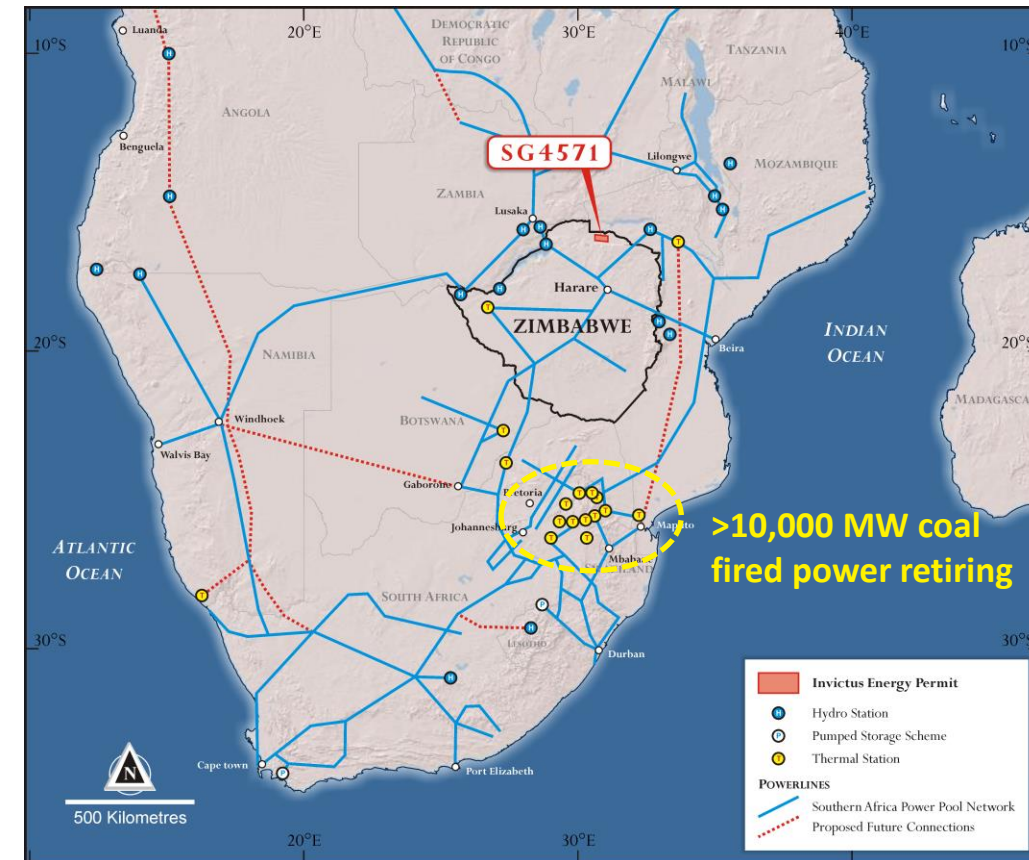 Luanda
20°E
DEMOCRATIC
REPUBLIC
OF CONGO
30°E
40°E
10°S
10°S
TANZANIA
MALAWI
ANGOLA
SG4571
Benguela
Lilongwe
MOZAMBIQUE
ZAMBIA
Lusaka
Harare
ZIMBABWE
INDIAN
OCEAN
20°S
20°S
Beira
NAMIBIA
MADAGASCA
BOTSWANA
Windhoek
Walvis Bay
Gaborone
Pretoria
Johannesburg
Maputo
>10,000 MW coal
fired power retiring
Mbabane
ATLANTIC
OCEAN
SOUTH AFRICA
LESOTHO
Durban
30°S
30°S
Cape town
Port Elizabeth
N
500 Kilometres
20°E
30°E
Invictus Energy Permit
H Hydro Station
P Pumped Storage Scheme
T Thermal Station
POWERLINES
Southern Africa Power Pool Network
Proposed Future Connections